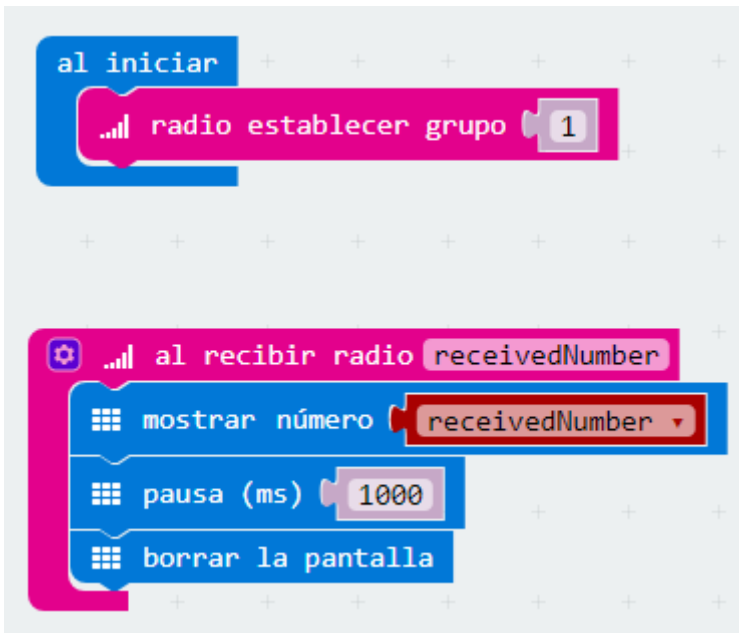 al iniciar
radio establecer grupo 1
al recibir radio receivedNumber
mostrar número receivedNumber
pausa (ms) 1000
borrar la pantalla